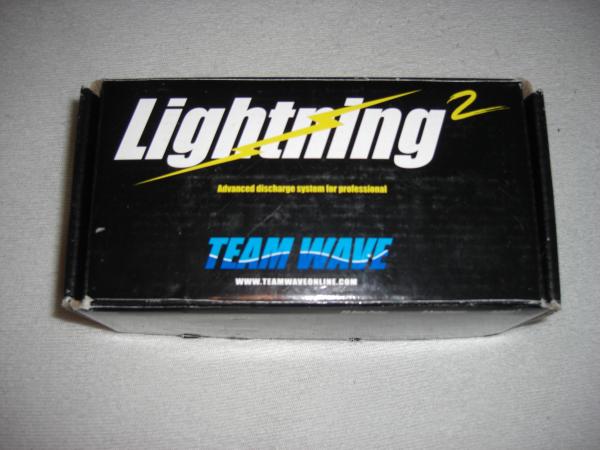 Lightning²
Advanced discharge system for professional
TEAM WAVE
WWW.TEAMWAVEONLINE.COM